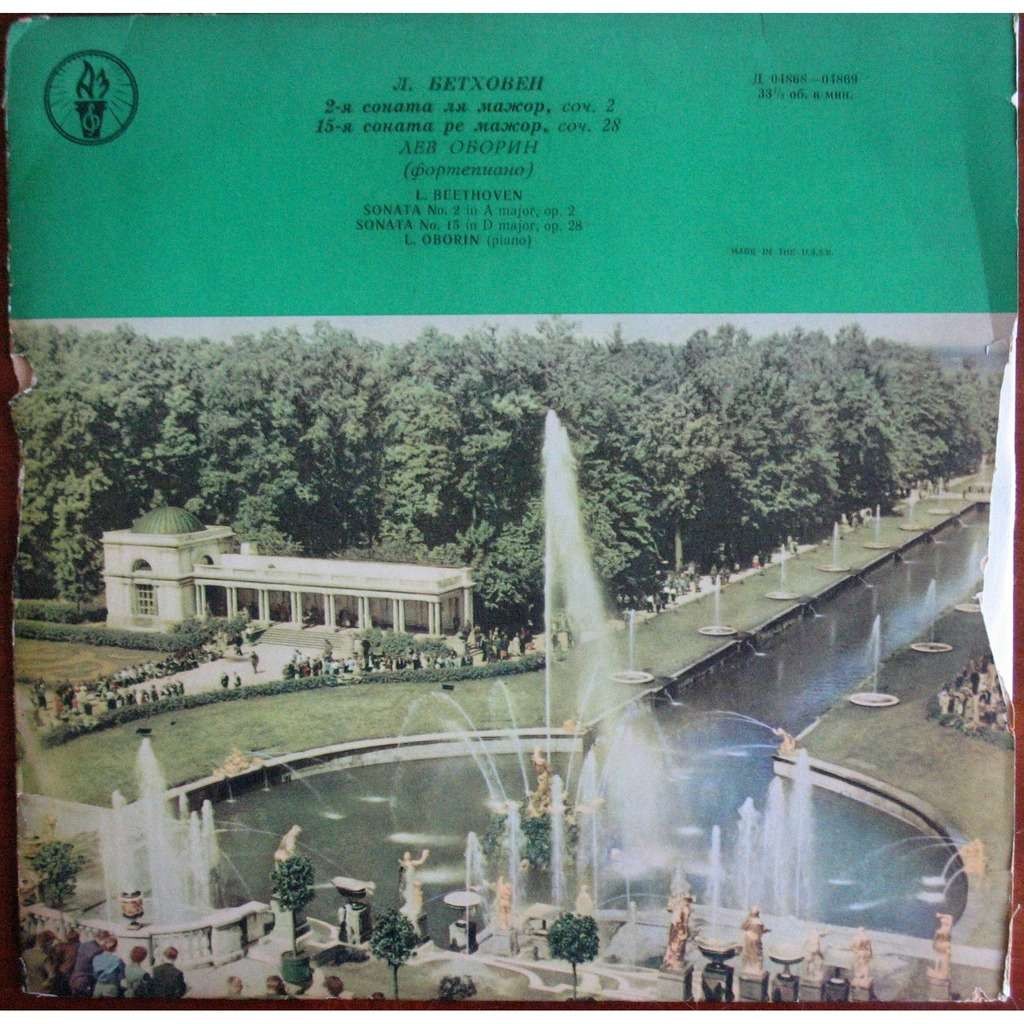 Л. БЕТХОВЕН
2-я соната ля мажор, соч. 2
15-я соната ре мажор, соч. 28
ЛЕВ ОБОРИН
(фортепиано)
L. BEETHOVEN
SONATA No. 2 in A major, op. 2
SONATA No. 15 in D major, op. 28
L. OBORIN (piano)
Д 04868—04869
33⅓ об. в мин.
MADE IN THE U.S.S.R.